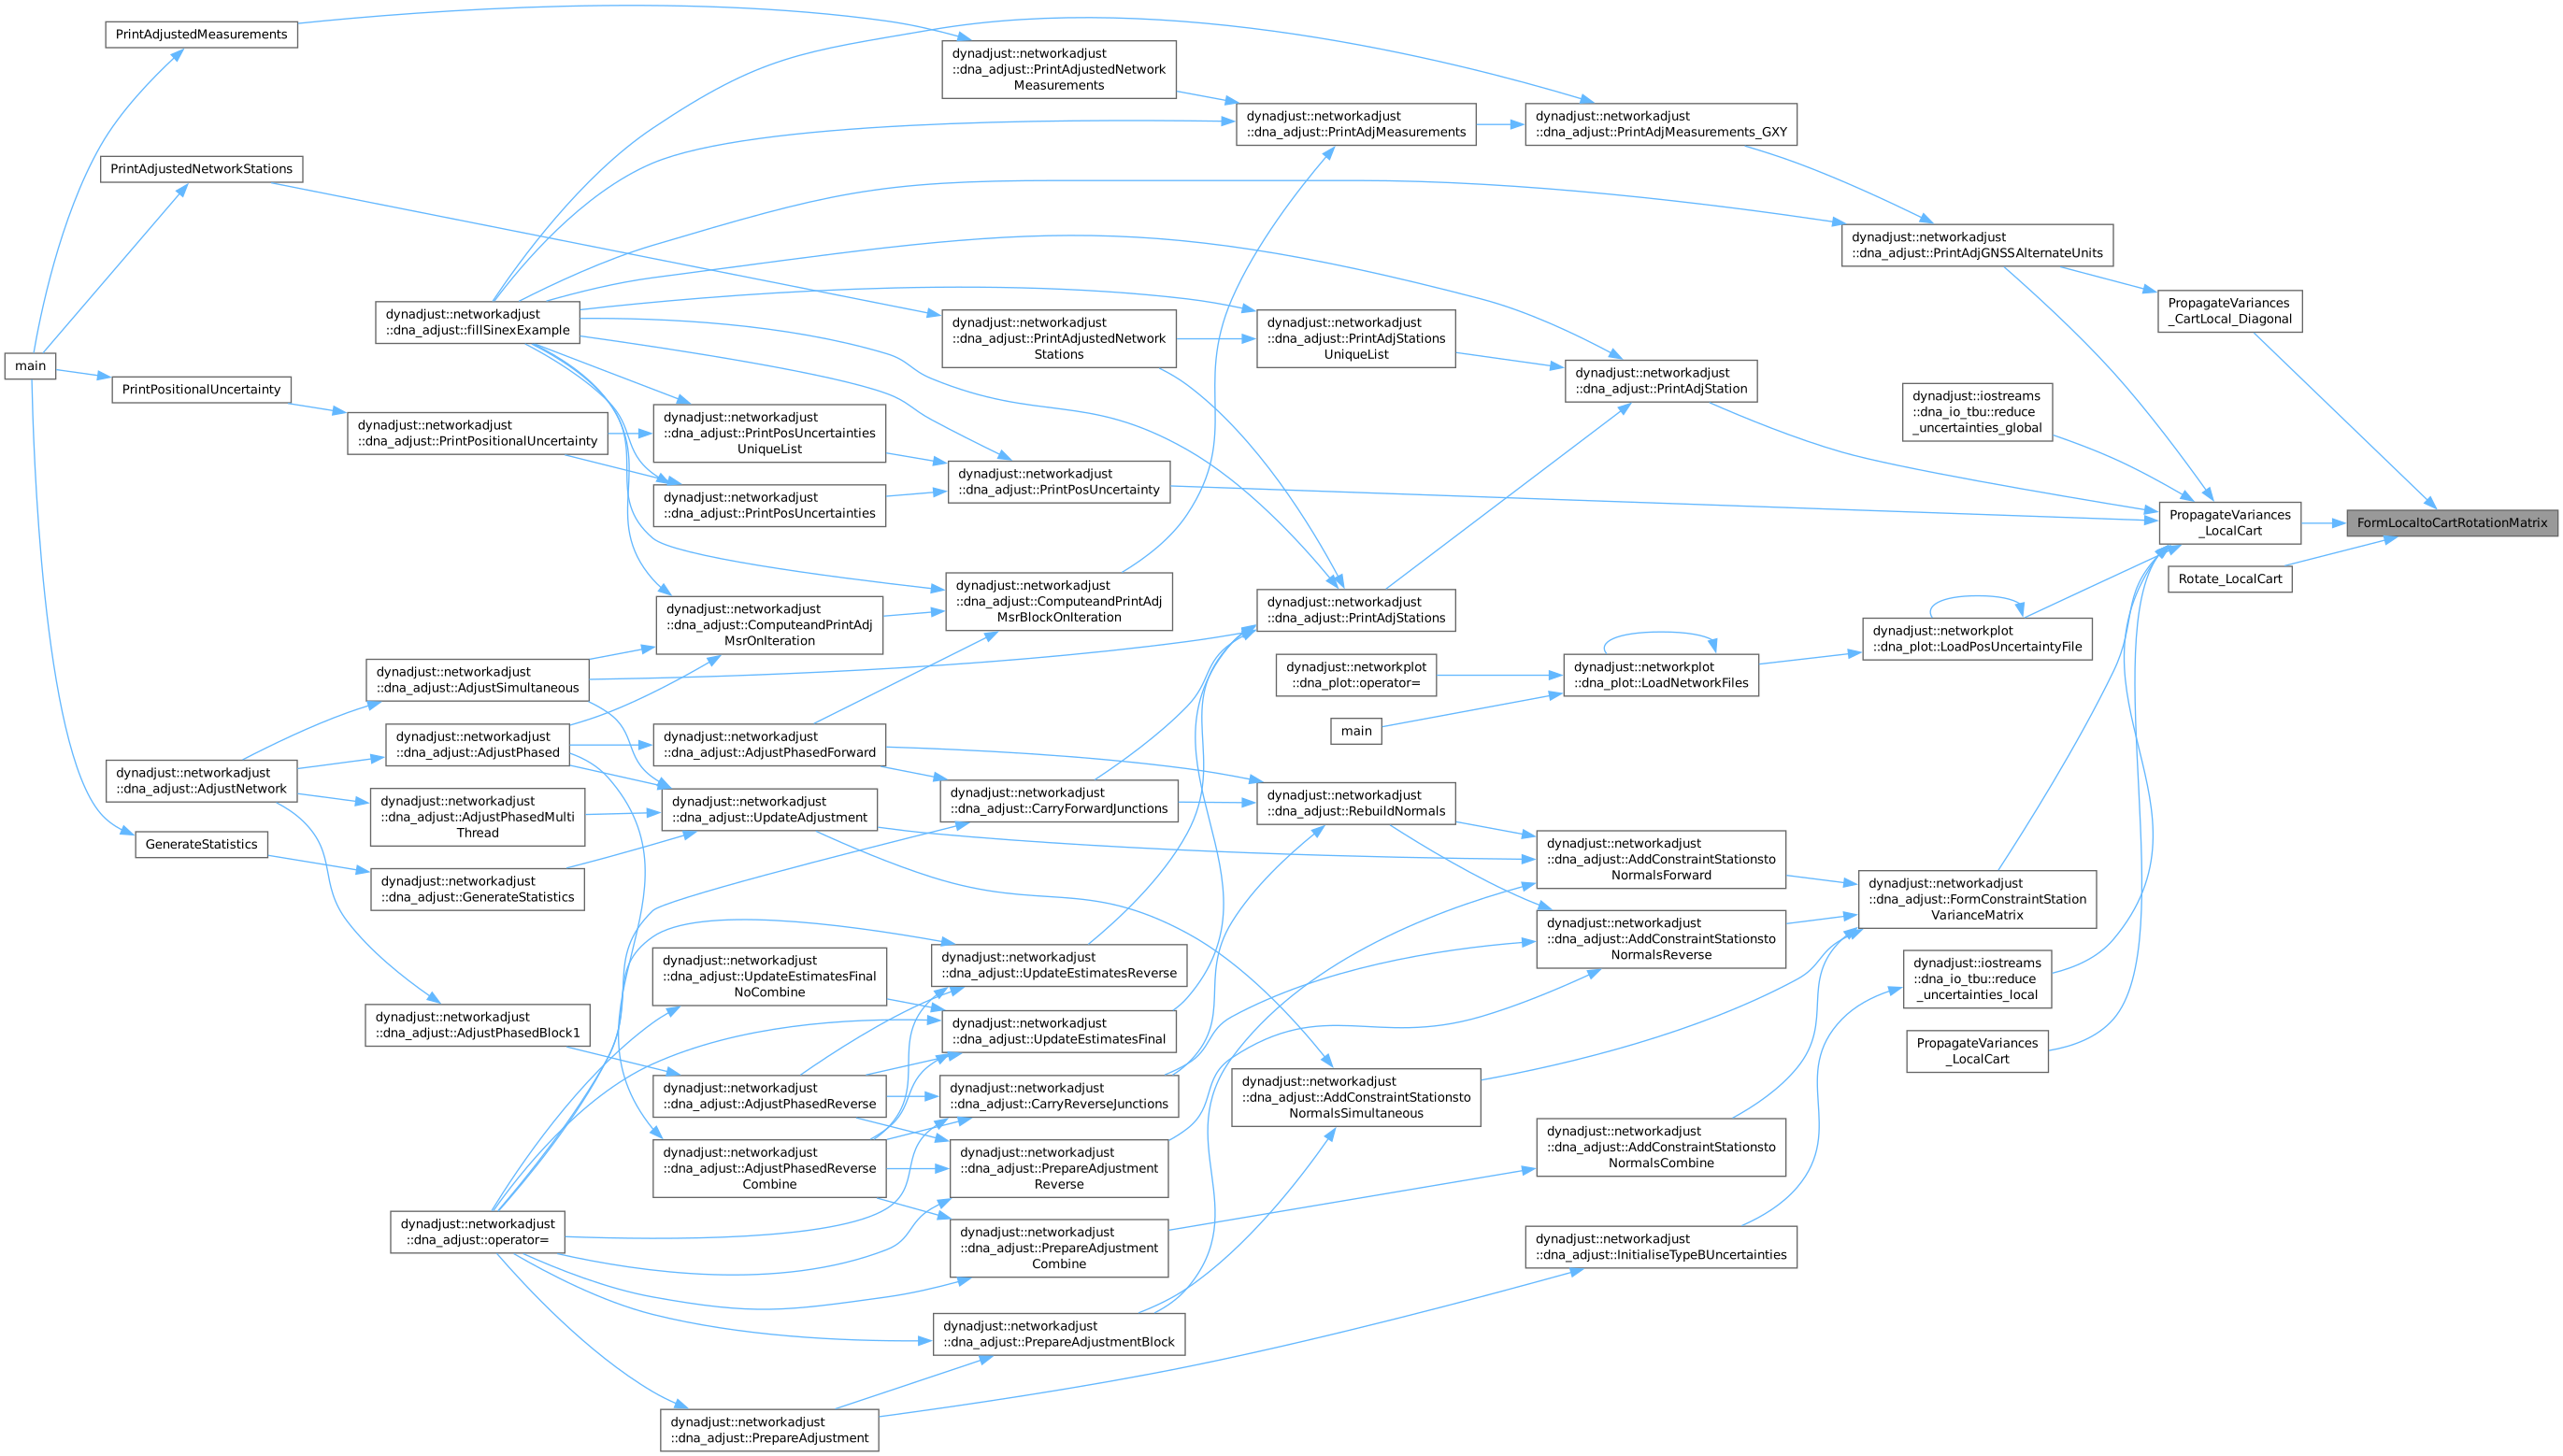 PrintAdjustedMeasurements
dynadjust::networkadjust
::dna_adjust::PrintAdjustedNetwork
Measurements
dynadjust::networkadjust
::dna_adjust::PrintAdjMeasurements
dynadjust::networkadjust
::dna_adjust::PrintAdjMeasurements_GXY
PrintAdjustedNetworkStations
dynadjust::networkadjust
::dna_adjust::PrintAdjGNSSAlternateUnits
PropagateVariances
_CartLocal_Diagonal
dynadjust::networkadjust
::dna_adjust::fillSinexExample
dynadjust::networkadjust
::dna_adjust::PrintAdjustedNetwork
Stations
dynadjust::networkadjust
::dna_adjust::PrintAdjStations
UniqueList
main
dynadjust::networkadjust
::dna_adjust::PrintAdjStation
PrintPositionalUncertainty
dynadjust::iostreams
::dna_io_tbu::reduce
_uncertainties_global
dynadjust::networkadjust
::dna_adjust::PrintPositionalUncertainty
dynadjust::networkadjust
::dna_adjust::PrintPosUncertainties
UniqueList
dynadjust::networkadjust
::dna_adjust::PrintPosUncertainty
dynadjust::networkadjust
::dna_adjust::PrintPosUncertainties
PropagateVariances
_LocalCart
FormLocaltoCartRotationMatrix
Rotate_LocalCart
dynadjust::networkadjust
::dna_adjust::ComputeandPrintAdj
MsrBlockOnIteration
dynadjust::networkadjust
::dna_adjust::ComputeandPrintAdj
MsrOnIteration
dynadjust::networkadjust
::dna_adjust::PrintAdjStations
dynadjust::networkplot
::dna_plot::LoadPosUncertaintyFile
dynadjust::networkadjust
::dna_adjust::AdjustSimultaneous
dynadjust::networkplot
::dna_plot::operator=
dynadjust::networkplot
::dna_plot::LoadNetworkFiles
main
dynadjust::networkadjust
::dna_adjust::AdjustPhased
dynadjust::networkadjust
::dna_adjust::AdjustPhasedForward
dynadjust::networkadjust
::dna_adjust::AdjustNetwork
dynadjust::networkadjust
::dna_adjust::AdjustPhasedMulti
Thread
dynadjust::networkadjust
::dna_adjust::UpdateAdjustment
dynadjust::networkadjust
::dna_adjust::CarryForwardJunctions
dynadjust::networkadjust
::dna_adjust::RebuildNormals
GenerateStatistics
dynadjust::networkadjust
::dna_adjust::GenerateStatistics
dynadjust::networkadjust
::dna_adjust::AddConstraintStationsto
NormalsForward
dynadjust::networkadjust
::dna_adjust::FormConstraintStation
VarianceMatrix
dynadjust::networkadjust
::dna_adjust::AddConstraintStationsto
NormalsReverse
dynadjust::networkadjust
::dna_adjust::UpdateEstimatesReverse
dynadjust::networkadjust
::dna_adjust::UpdateEstimatesFinal
NoCombine
dynadjust::iostreams
::dna_io_tbu::reduce
_uncertainties_local
dynadjust::networkadjust
::dna_adjust::AdjustPhasedBlock1
dynadjust::networkadjust
::dna_adjust::UpdateEstimatesFinal
PropagateVariances
_LocalCart
dynadjust::networkadjust
::dna_adjust::AdjustPhasedReverse
dynadjust::networkadjust
::dna_adjust::CarryReverseJunctions
dynadjust::networkadjust
::dna_adjust::AddConstraintStationsto
NormalsSimultaneous
dynadjust::networkadjust
::dna_adjust::AddConstraintStationsto
NormalsCombine
dynadjust::networkadjust
::dna_adjust::AdjustPhasedReverse
Combine
dynadjust::networkadjust
::dna_adjust::PrepareAdjustment
Reverse
dynadjust::networkadjust
::dna_adjust::operator=
dynadjust::networkadjust
::dna_adjust::PrepareAdjustment
Combine
dynadjust::networkadjust
::dna_adjust::InitialiseTypeBUncertainties
dynadjust::networkadjust
::dna_adjust::PrepareAdjustmentBlock
dynadjust::networkadjust
::dna_adjust::PrepareAdjustment